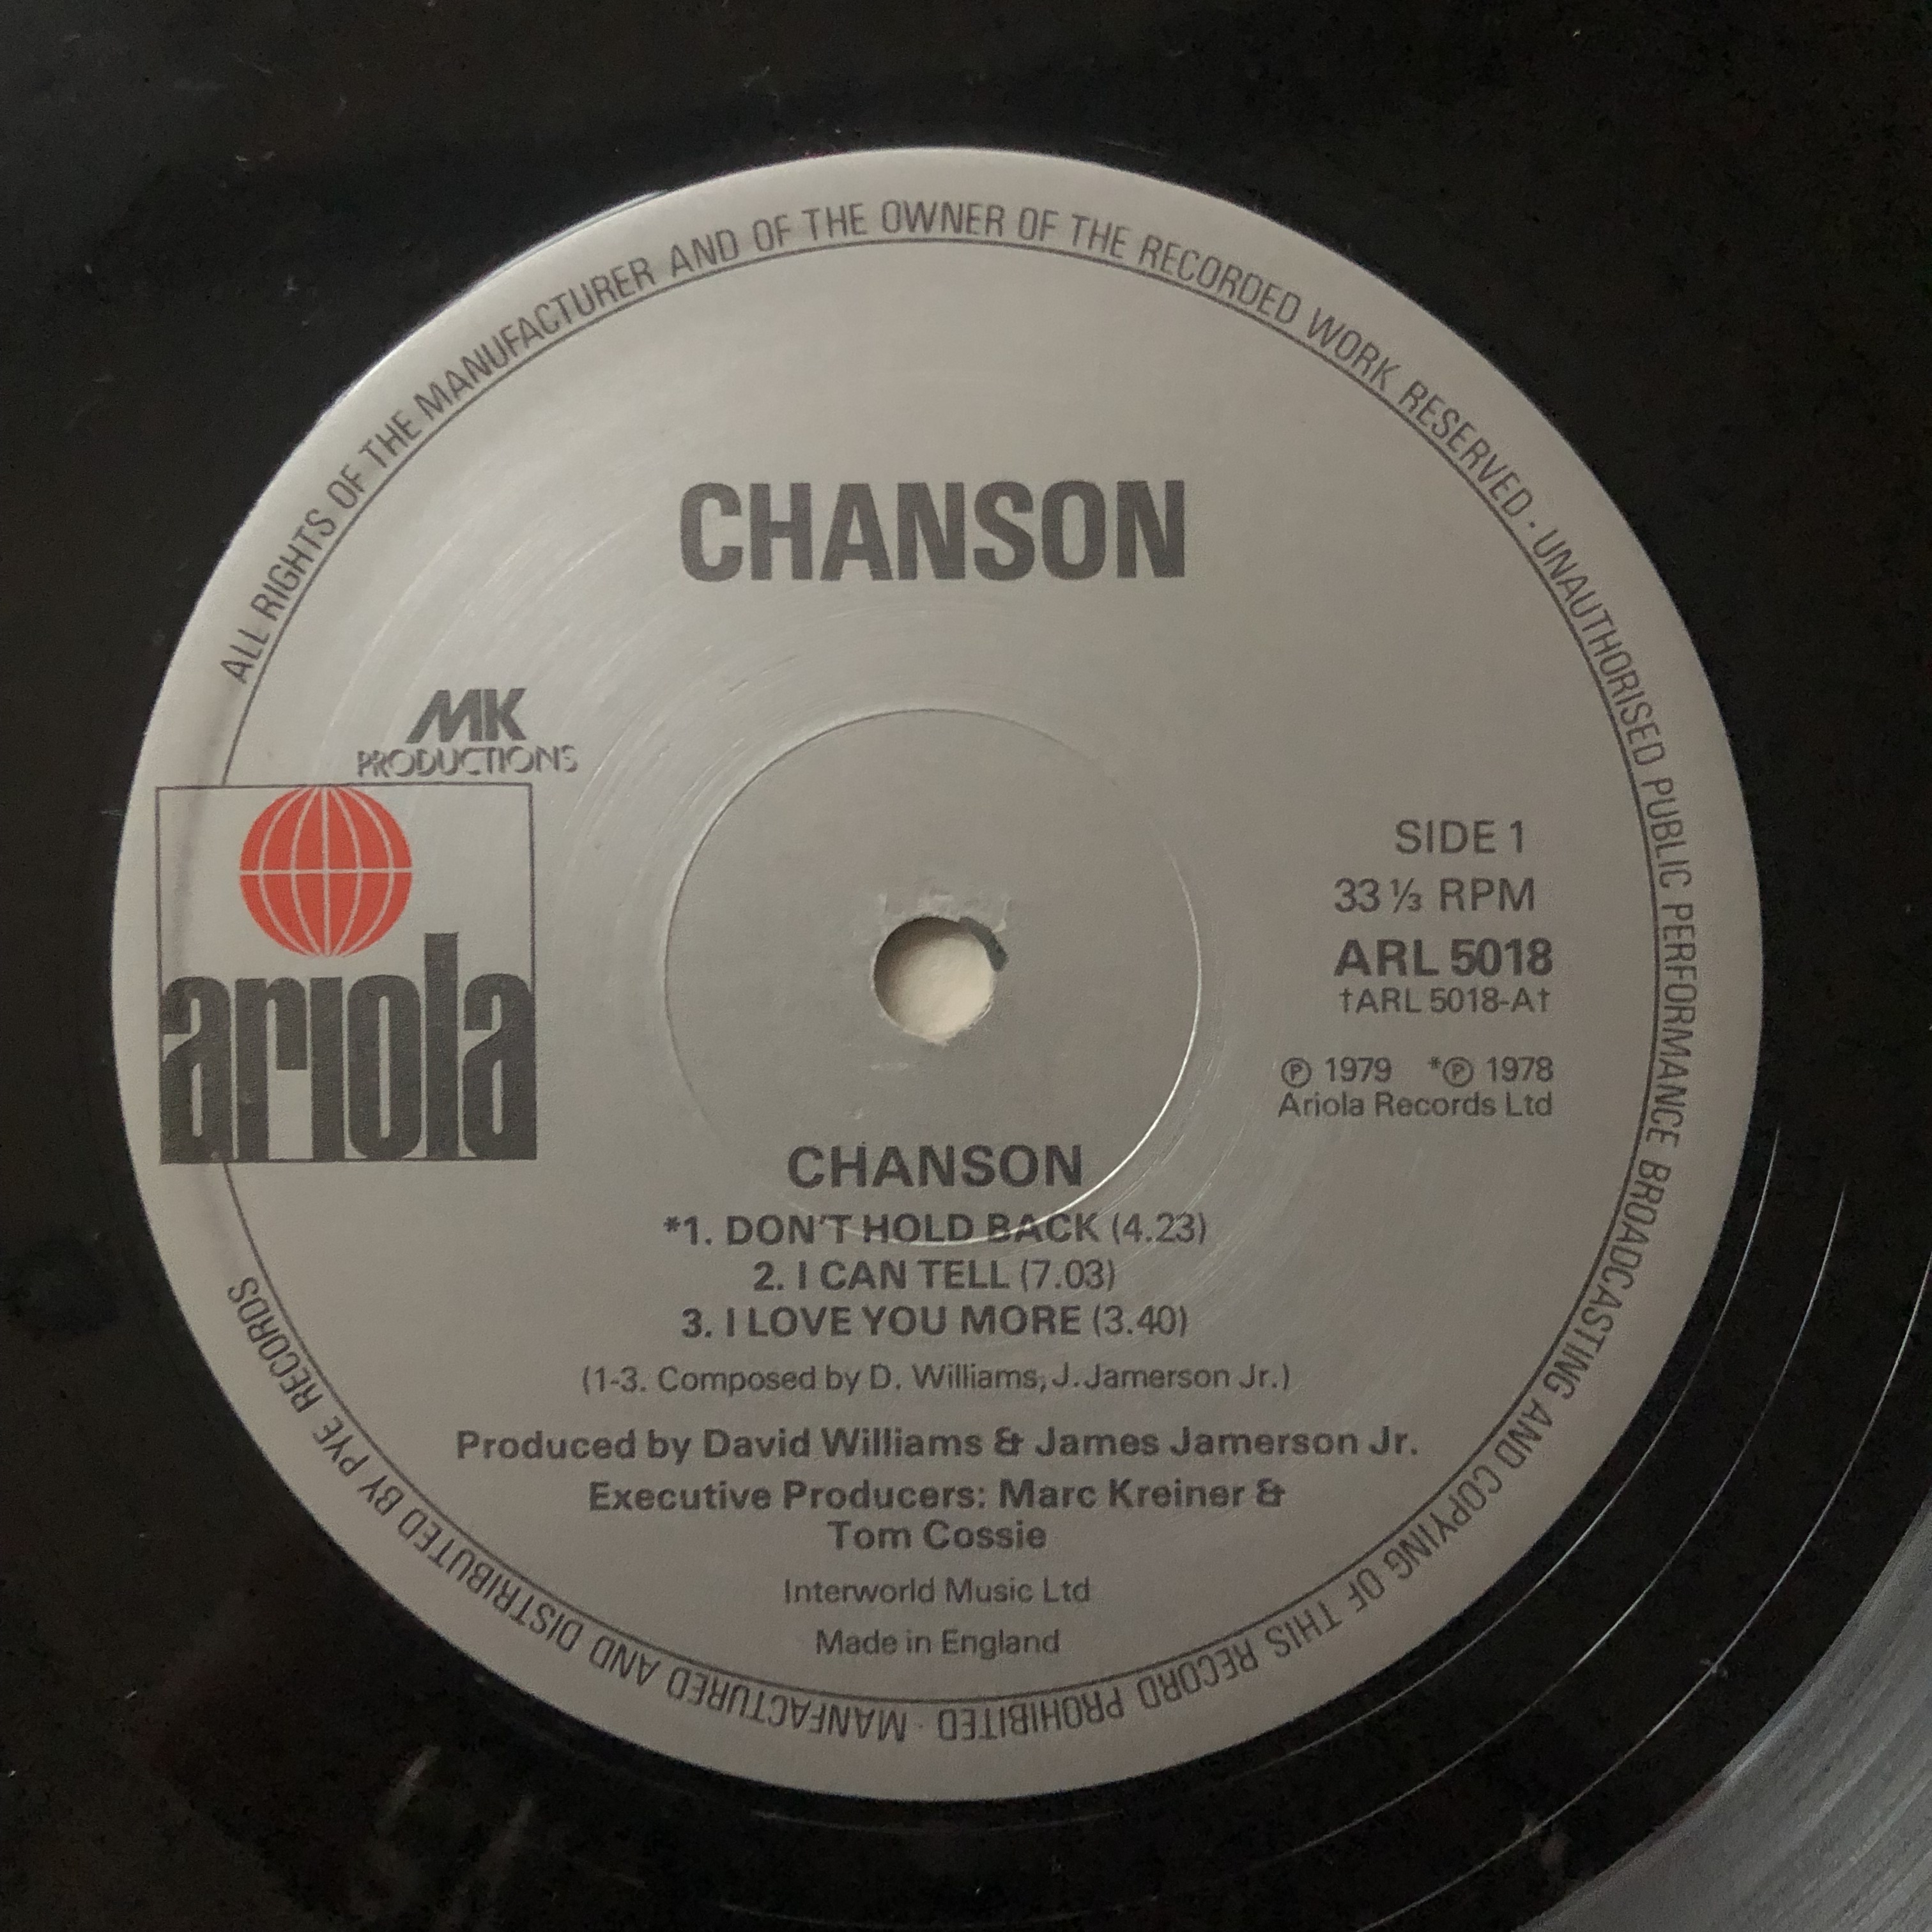 ALL RIGHTS OF THE MANUFACTURER AND OF THE OWNER OF THE RECORDED WORK RESERVED · UNAUTHORISED PUBLIC PERFORMANCE BROADCASTING AND COPYING OF THIS RECORD PROHIBITED · MANFACTURED AND DISTRIBUTED BY PYE RECORDS
CHANSON
MK
PRODUCTIONS
ariola
SIDE 1
33 ⅓ RPM
ARL 5018
†ARL 5018-A†
℗ 1979 *℗ 1978
Ariola Records Ltd
CHANSON
*1. DON'T HOLD BACK (4.23)
2. I CAN TELL (7.03)
3. I LOVE YOU MORE (3.40)
(1-3. Composed by D. Williams, J. Jamerson Jr.)
Produced by David Williams & James Jamerson Jr.
Executive Producers: Marc Kreiner &
Tom Cossie
Interworld Music Ltd
Made in England